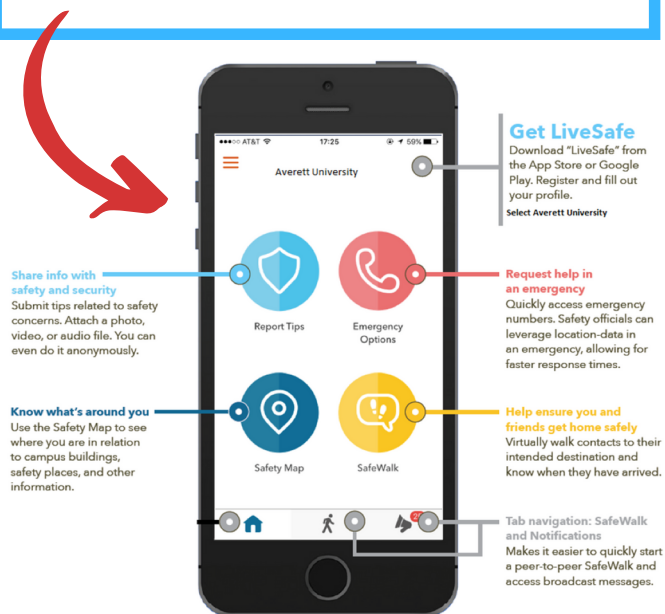 AT&T 17:25 59%
Averett University
Get LiveSafe
Download “LiveSafe” from
the App Store or Google
Play. Register and fill out
your profile.
Select Averett University
Share info with
safety and security
Submit tips related to safety
concerns. Attach a photo,
video, or audio file. You can
even do it anonymously.
Report Tips
Emergency
Options
Request help in
an emergency
Quickly access emergency
numbers. Safety officials can
leverage location-data in
an emergency, allowing for
faster response times.
Know what's around you
Use the Safety Map to see
where you are in relation
to campus buildings,
safety places, and other
information.
Safety Map
SafeWalk
Help ensure you and
friends get home safely
Virtually walk contacts to their
intended destination and
know when they have arrived.
Tab navigation: SafeWalk
and Notifications
Makes it easier to quickly start
a peer-to-peer SafeWalk and
access broadcast messages.